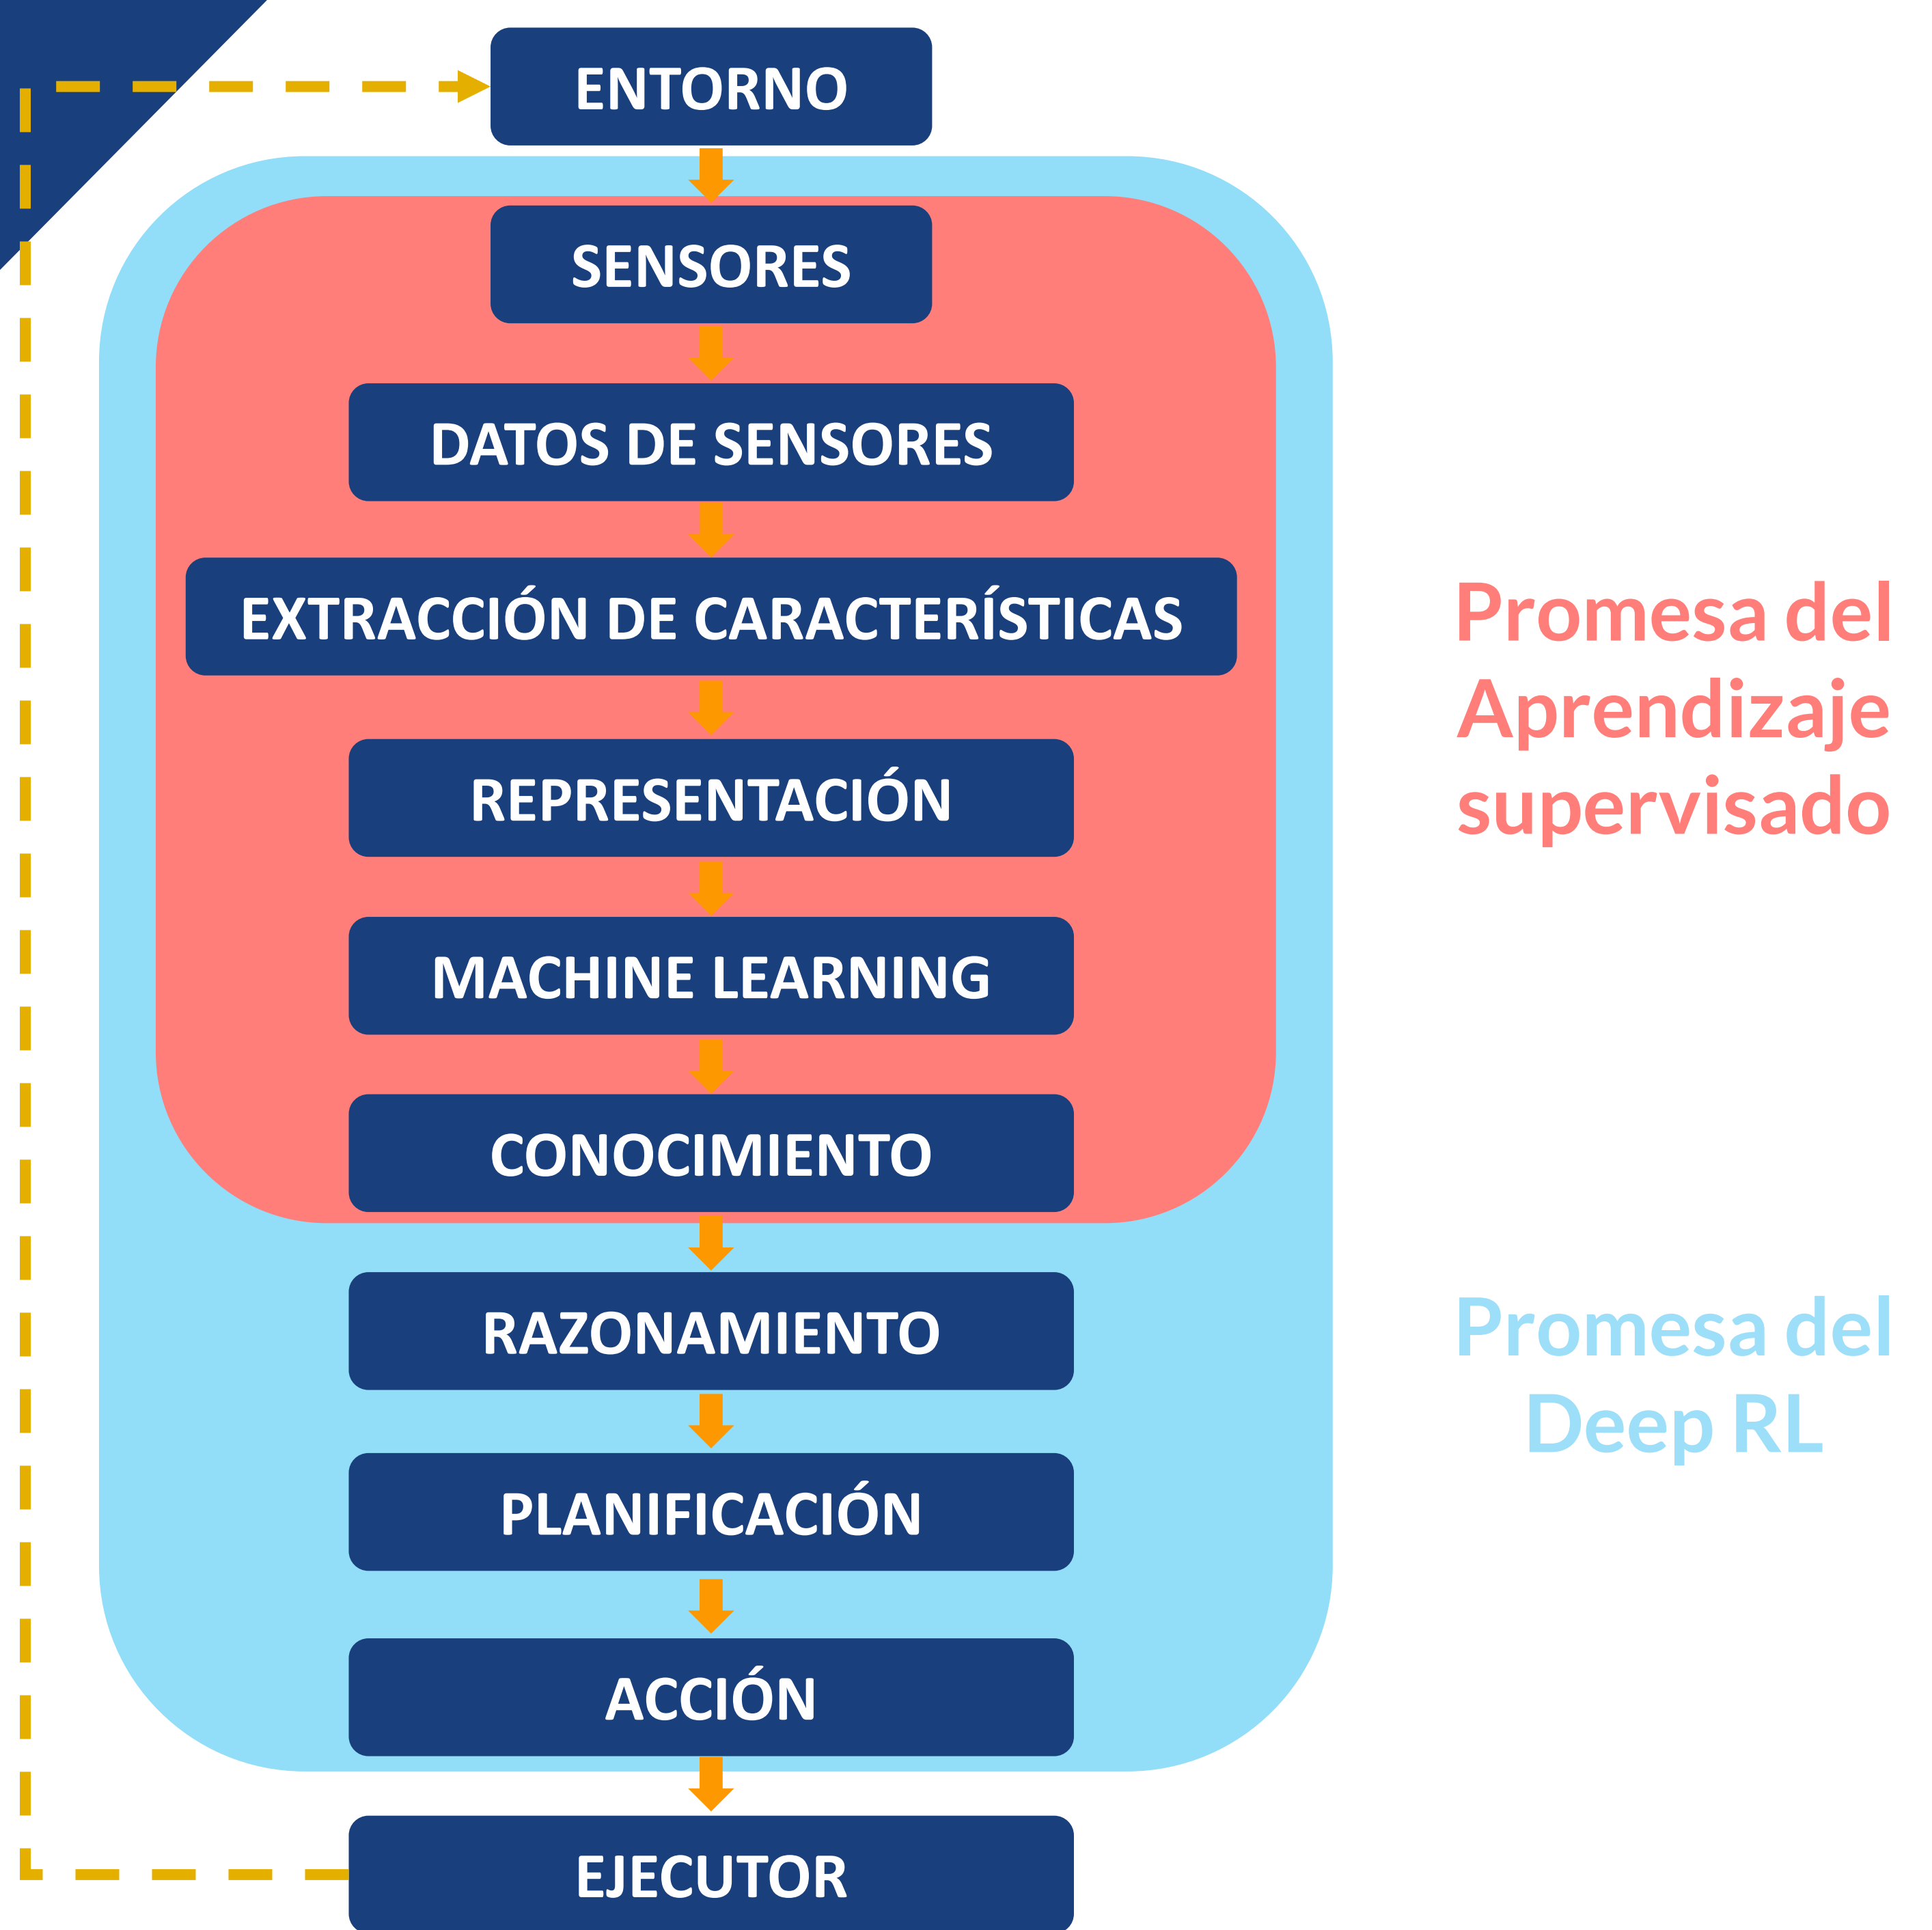 ENTORNO
SENSORES
DATOS DE SENSORES
EXTRACCIÓN DE CARACTERÍSTICAS
REPRESENTACIÓN
MACHINE LEARNING
CONOCIMIENTO
RAZONAMIENTO
PLANIFICACIÓN
ACCIÓN
EJECUTOR
Promesa del
Aprendizaje
supervisado
Promesa del
Deep RL